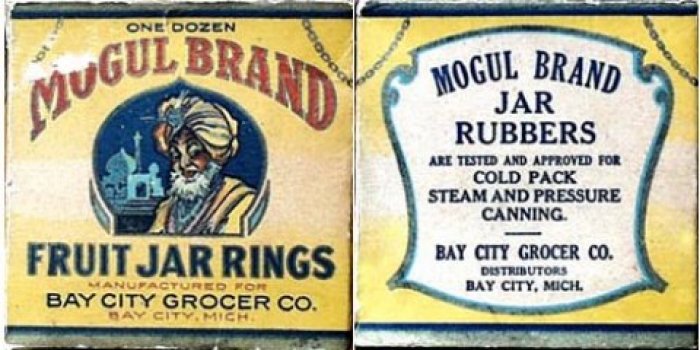 ONE DOZEN
MOGUL BRAND
FRUIT JAR RINGS
MANUFACTURED FOR
BAY CITY GROCER CO.
BAY CITY, MICH.
MOGUL BRAND
JAR
RUBBERS
ARE TESTED AND APPROVED FOR
COLD PACK
STEAM AND PRESSURE
CANNING.
BAY CITY GROCER CO.
DISTRIBUTORS
BAY CITY, MICH.